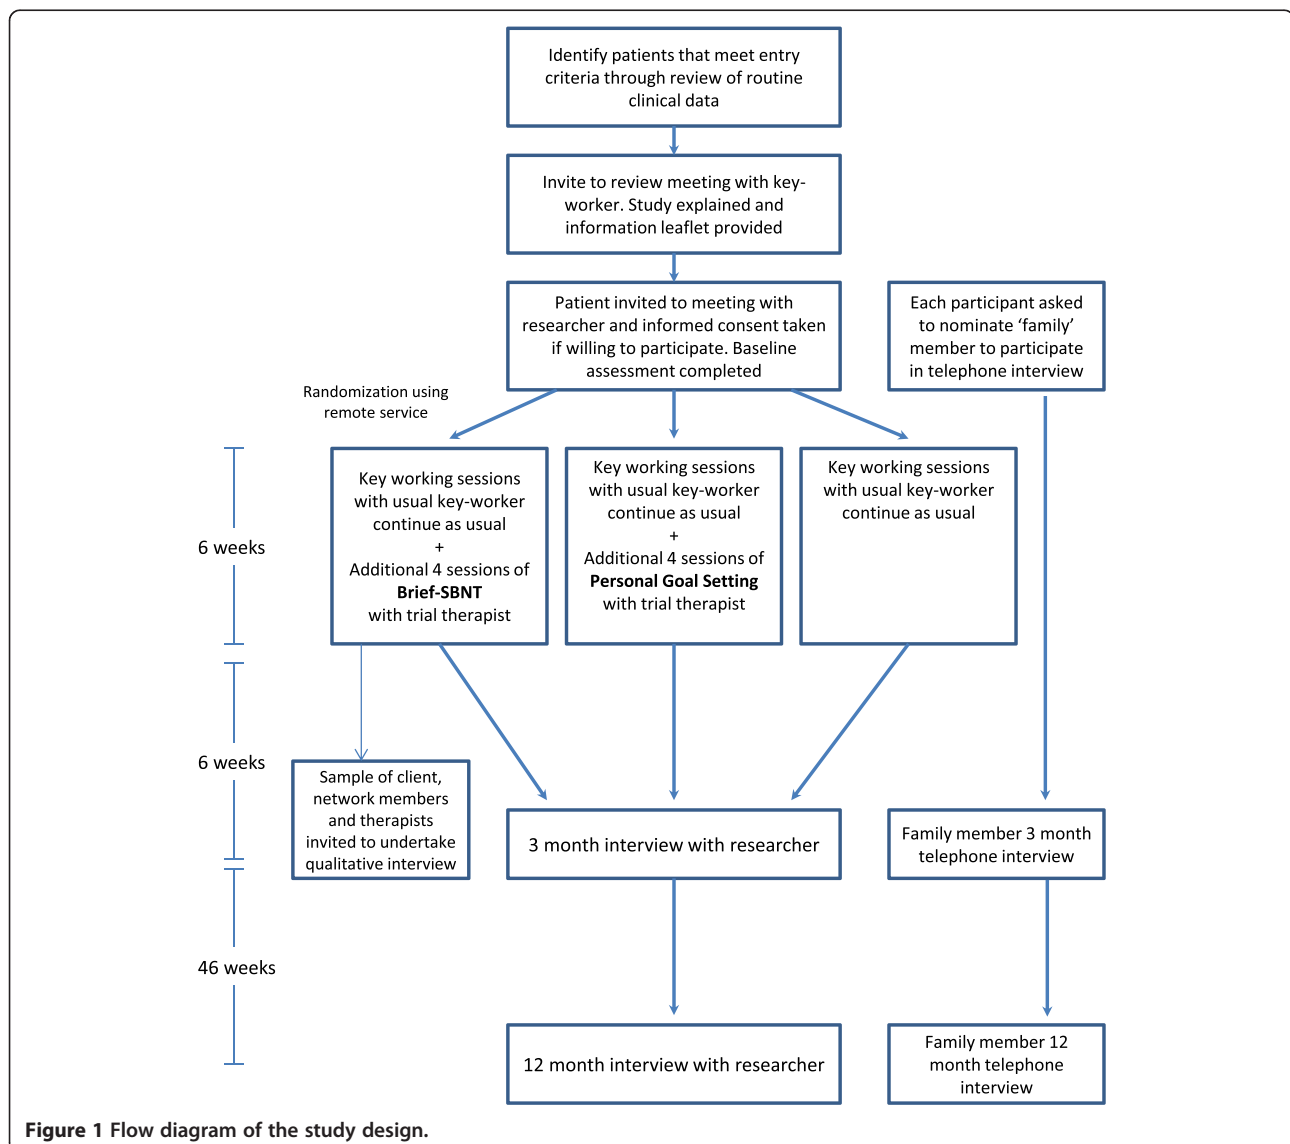 Identify patients that meet entry
criteria through review of routine
clinical data
Invite to review meeting with key-
worker. Study explained and
information leaflet provided
Patient invited to meeting with
researcher and informed consent taken
if willing to participate. Baseline
assessment completed
Each participant asked
to nominate ‘family’
member to participate
in telephone interview
Randomization using
remote service
6 weeks
Key working sessions
with usual key-worker
continue as usual
+
Additional 4 sessions of
Brief-SBNT
with trial therapist
Key working sessions
with usual key-worker
continue as usual
+
Additional 4 sessions of
Personal Goal Setting
with trial therapist
Key working sessions
with usual key-worker
continue as usual
6 weeks
Sample of client,
network members
and therapists
invited to undertake
qualitative interview
3 month interview with researcher
Family member 3 month
telephone interview
46 weeks
12 month interview with researcher
Family member 12
month telephone
interview
Figure 1 Flow diagram of the study design.